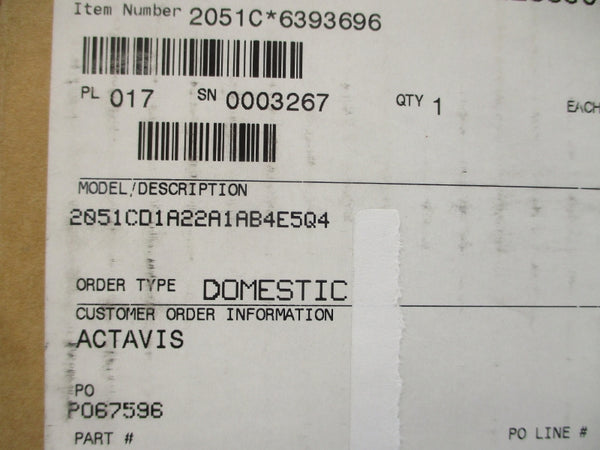 Item Number 2051C*6393696
PL 017 SN 0003267 QTY 1 EACH
MODEL/DESCRIPTION
2051CD1A22A1AB4E5Q4
ORDER TYPE DOMESTIC
CUSTOMER ORDER INFORMATION
ACTAVIS
PO
PO67596
PART # PO LINE #